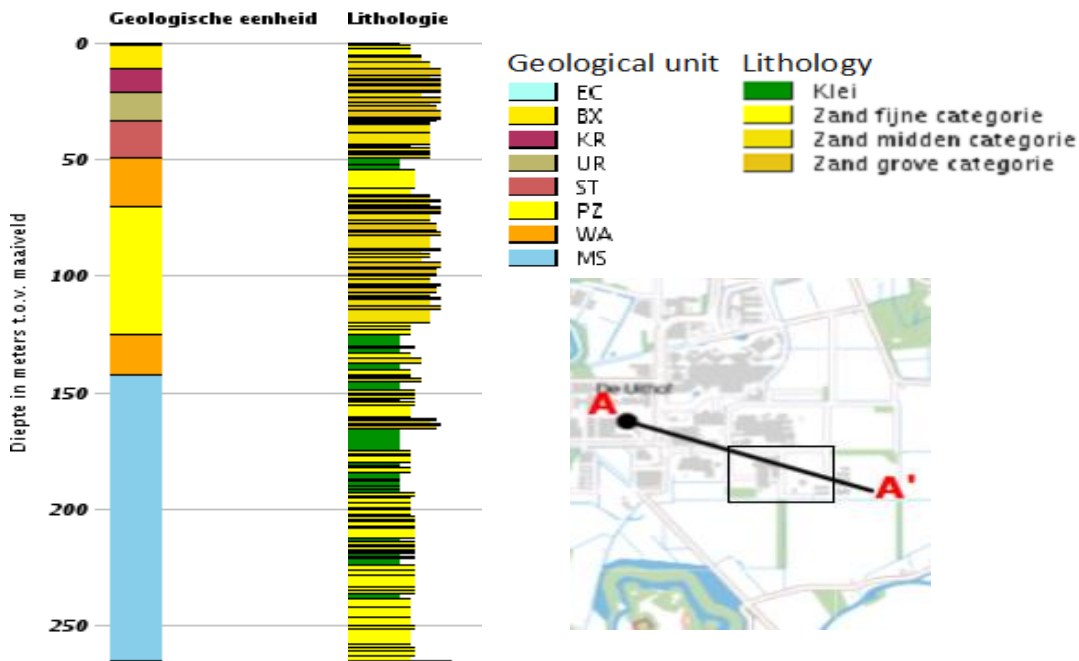 Geologische eenheid
Lithologie
0
50
100
150
200
250
Diepte in meters t.o.v. maaiveld
Geological unit
EC
BX
KR
UR
ST
PZ
WA
MS
Lithology
Klei
Zand fijne categorie
Zand midden categorie
Zand grove categorie
De Uithof
A
A'